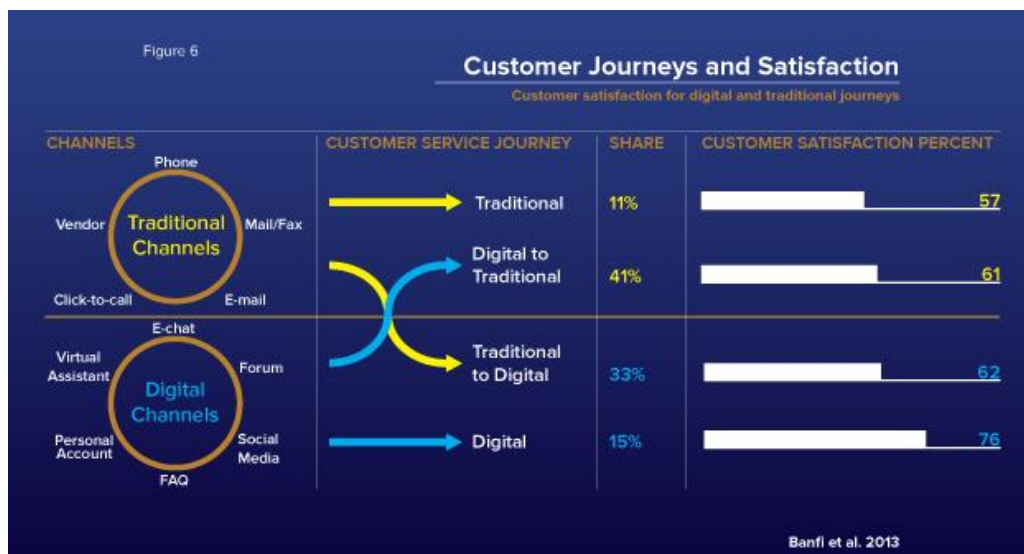 Figure 6
Customer Journeys and Satisfaction
Customer satisfaction for digital and traditional journeys
CHANNELS
CUSTOMER SERVICE JOURNEY
SHARE
CUSTOMER SATISFACTION PERCENT
Phone
Vendor
Traditional
Channels
Mail/Fax
Click-to-call
E-mail
Traditional
11%
57
Digital to
Traditional
41%
61
E-chat
Virtual
Assistant
Forum
Digital
Channels
Personal
Account
Social
Media
FAQ
Traditional
to Digital
33%
62
Digital
15%
76
Banfi et al. 2013